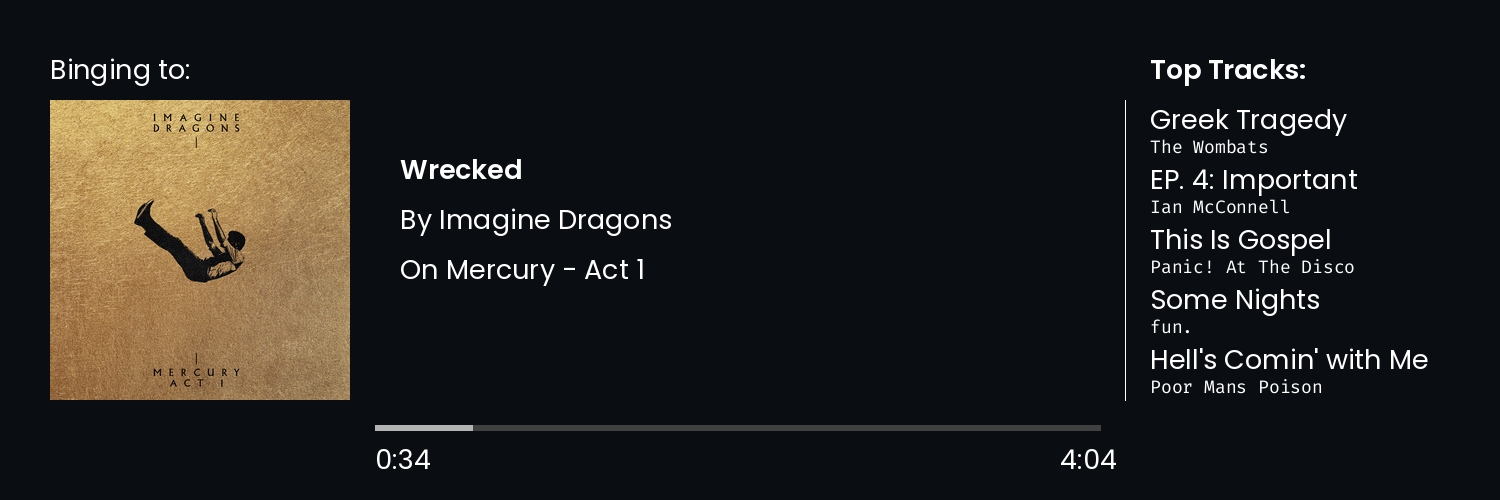 Binging to:
IMAGINE
DRAGONS
MERCURY
ACT 1
Wrecked
By Imagine Dragons
On Mercury - Act 1
0:34
4:04
Top Tracks:
Greek Tragedy
The Wombats
EP. 4: Important
Ian McConnell
This Is Gospel
Panic! At The Disco
Some Nights
fun.
Hell's Comin' with Me
Poor Mans Poison